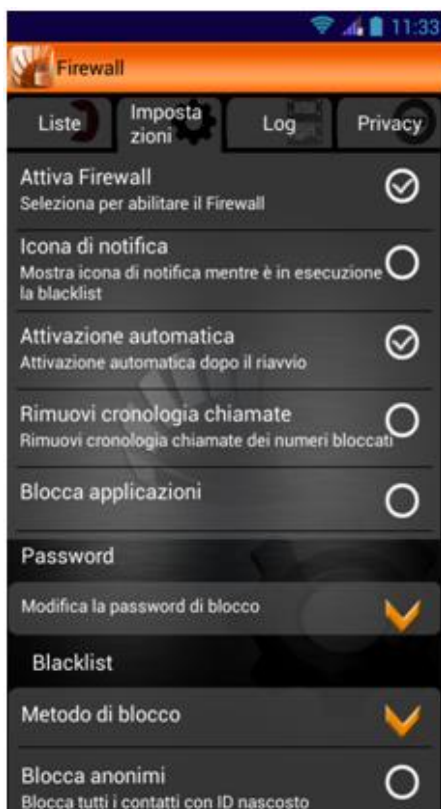 11:33
Firewall
Liste
Imposta
zioni
Log
Privacy
Attiva Firewall
Seleziona per abilitare il Firewall
Icona di notifica
Mostra icona di notifica mentre è in esecuzione
la blacklist
Attivazione automatica
Attivazione automatica dopo il riavvio
Rimuovi cronologia chiamate
Rimuovi cronologia chiamate dei numeri bloccati
Blocca applicazioni
Password
Modifica la password di blocco
Blacklist
Metodo di blocco
Blocca anonimi
Blocca tutti i contatti con ID nascosto